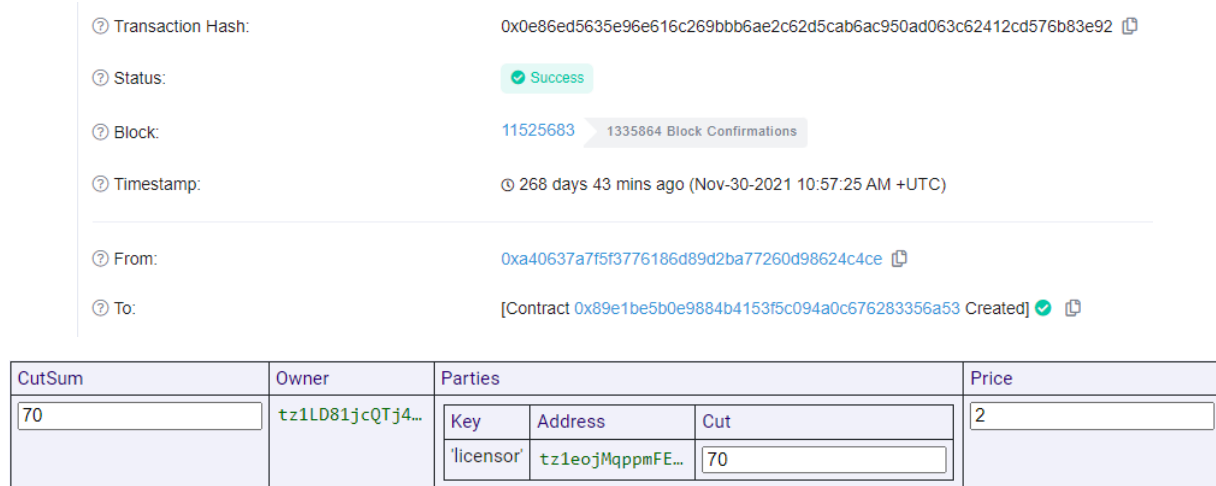 Transaction Hash: 0x0e86ed5635e96e616c269bbb6ae2c62d5cab6ac950ad063c62412cd576b83e92
Status: Success
Block: 11525683 1335864 Block Confirmations
Timestamp: 268 days 43 mins ago (Nov-30-2021 10:57:25 AM +UTC)
From: 0xa40637a7f5f3776186d89d2ba77260d98624c4ce
To: [Contract 0x89e1be5b0e9884b4153f5c094a0c676283356a53 Created]
CutSum Owner Parties Price
70 tz1LD81jcQTj4… Key Address Cut 2
'licensor' tz1eojMqppmFE… 70